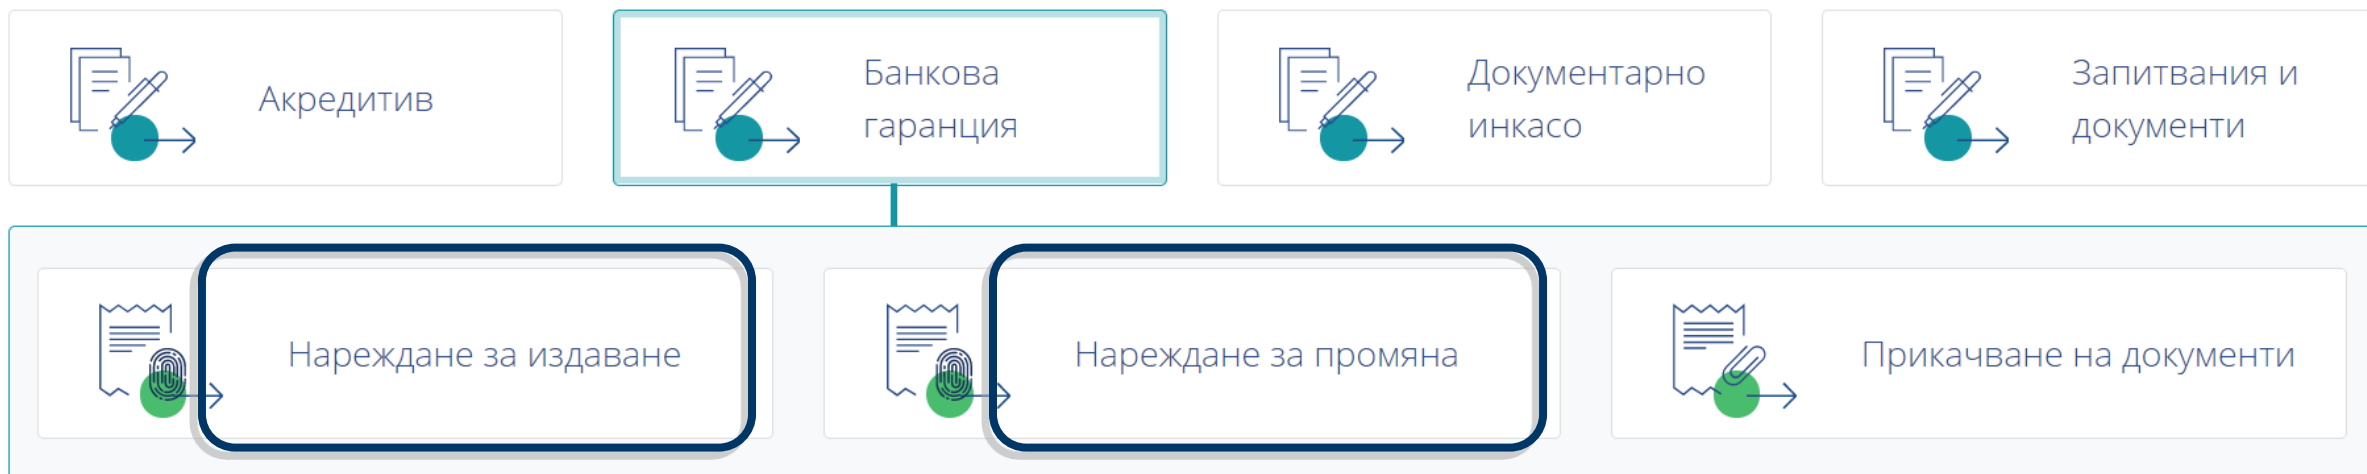 Акредитив
Банкова
гаранция
Документарно
инкасо
Запитвания и
документи
Нареждане за издаване
Нареждане за промяна
Прикачване на документи